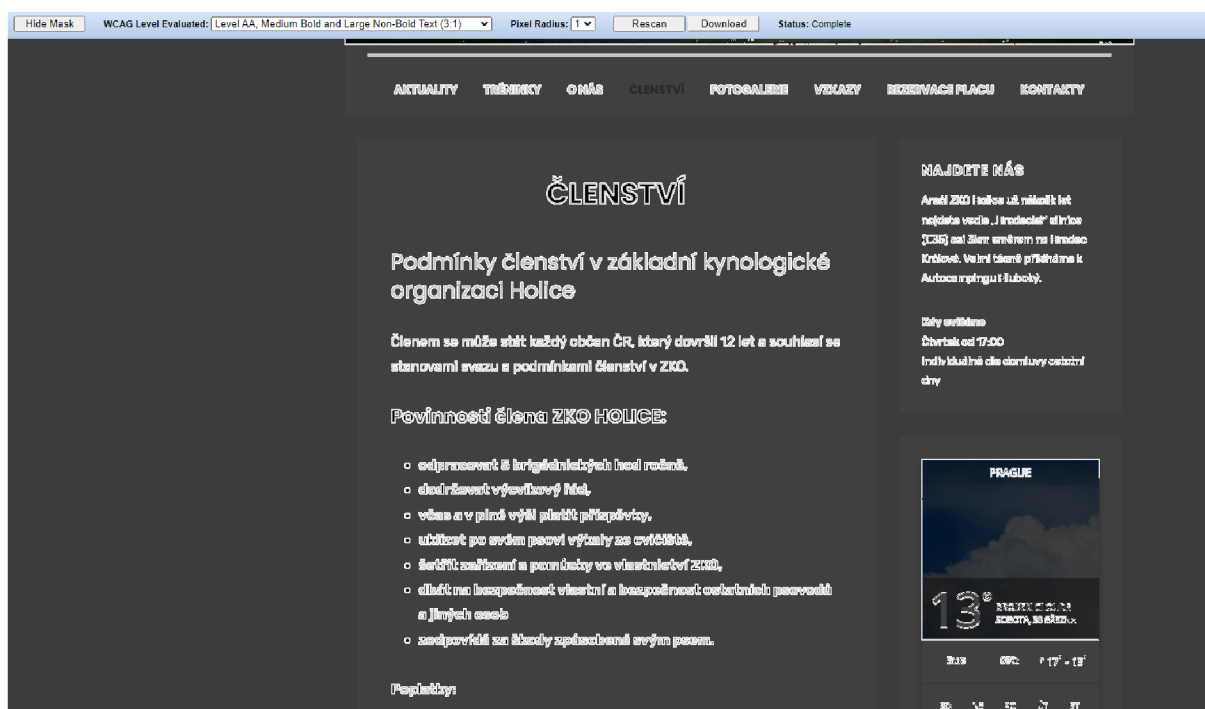 Hide Mask WCAG Level Evaluated: Level AA, Medium Bold and Large Non-Bold Text (3:1) Pixel Radius: 1 Rescan Download Status: Complete
AKTUALITY TRÉNINKY O NÁS ČLENSTVÍ FOTOGALERIE VZKAZY REZERVACE PLACU KONTAKTY
ČLENSTVÍ
Podmínky členství v základní kynologické
organizaci Holice
Členem se může stát každý občan ČR, který dovršil 12 let a souhlasí se
stanovami svazu a podmínkami členství v ZKO.
Povinnosti člena ZKO HOLICE:
odpracovat 8 brigádnických hod ročně,
dodržovat výcvikový řád,
včas a v plné výši platit příspěvky,
uklízet po svém psovi výkaly ze cvičiště,
šetřit zařízení a pomůcky ve vlastnictví ZKO,
dbát na bezpečnost vlastní a bezpečnost ostatních psovodů
a jiných osob
zodpovídá za škody způsobené svým psem.
Poplatky:
NAJDETE NÁS
Areál ZKO Holice už několik let
najdete vedle „Hradecké“ silnice
směrem na Hradec
Králové. Velmi těsně přiléháme k
Autocampingu Hluboký.
Kdy cvičíme
Čtvrtek od 17:00
Individuálně dle domluvy ostatní
dny
PRAGUE
13°
SOBOTA,